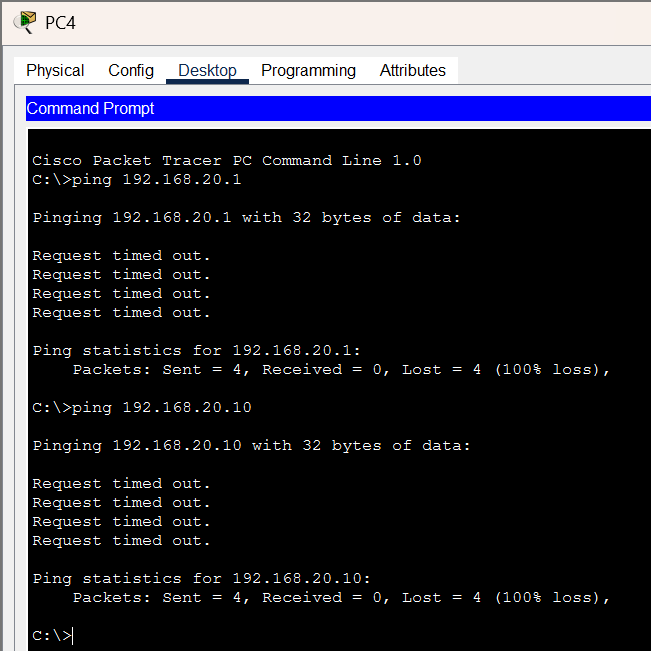 PC4
Physical Config Desktop Programming Attributes
Command Prompt
Cisco Packet Tracer PC Command Line 1.0
C:\>ping 192.168.20.1
Pinging 192.168.20.1 with 32 bytes of data:
Request timed out.
Request timed out.
Request timed out.
Request timed out.
Ping statistics for 192.168.20.1:
Packets: Sent = 4, Received = 0, Lost = 4 (100% loss),
C:\>ping 192.168.20.10
Pinging 192.168.20.10 with 32 bytes of data:
Request timed out.
Request timed out.
Request timed out.
Request timed out.
Ping statistics for 192.168.20.10:
Packets: Sent = 4, Received = 0, Lost = 4 (100% loss),
C:\>